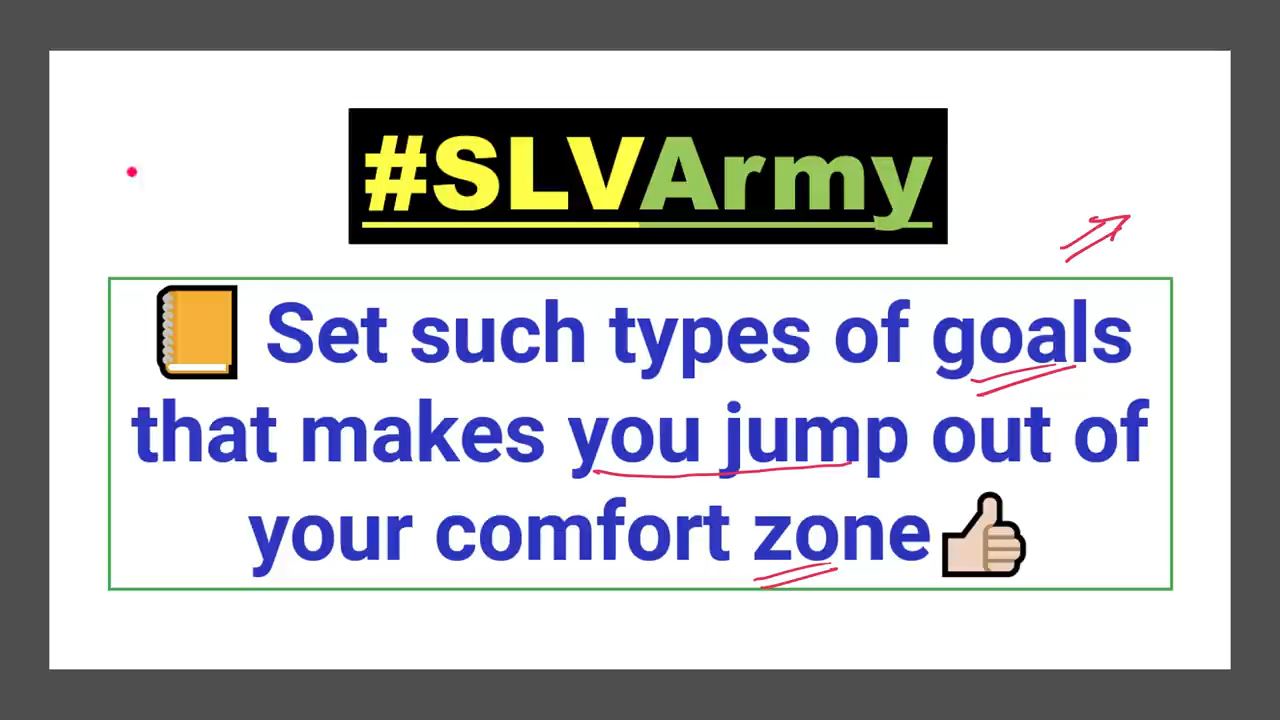 #SLVArmy
Set such types of goals
that makes you jump out of
your comfort zone